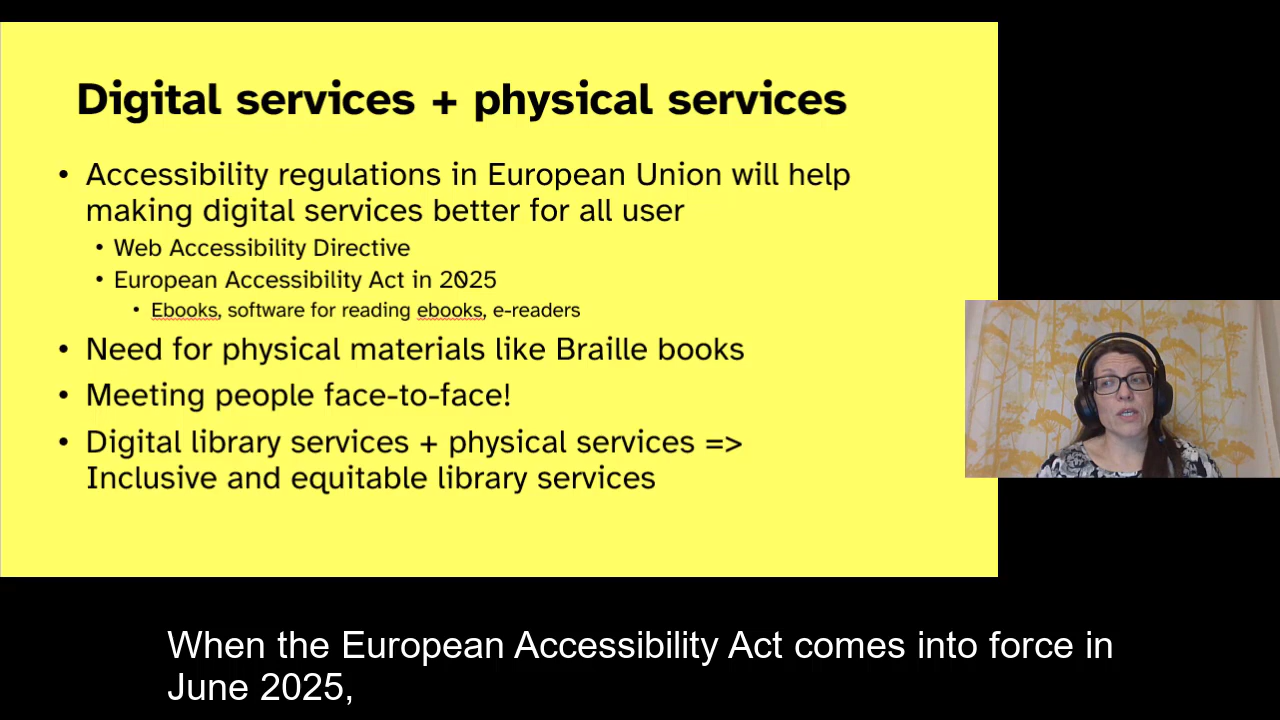 Digital services + physical services
• Accessibility regulations in European Union will help
making digital services better for all user
• Web Accessibility Directive
• European Accessibility Act in 2025
• Ebooks, software for reading ebooks, e-readers
• Need for physical materials like Braille books
• Meeting people face-to-face!
• Digital library services + physical services =>
Inclusive and equitable library services
When the European Accessibility Act comes into force in
June 2025,